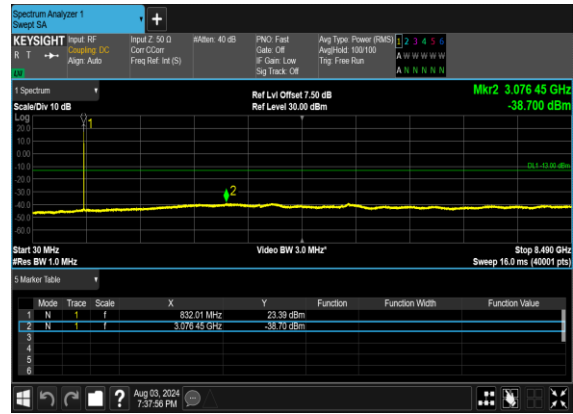 Spectrum Analyzer 1
Swept SA
+
KEYSIGHT Input: RF Input Z: 50 Ω #Atten: 40 dB PNO: Fast Avg Type: Power (RMS) 1 2 3 4 5 6
R T Coupling: DC Corr CCorr Gate: Off Avg|Hold: 100/100 A W W W W W
Align: Auto Freq Ref: Int (S) IF Gain: Low Trig: Free Run
LW Sig Track: Off A N N N N N
1 Spectrum Ref Lvl Offset 7.50 dB Mkr2 3.076 45 GHz
Scale/Div 10 dB Ref Level 30.00 dBm -38.700 dBm
Log
1
20.0
10.0
0.00
-10.0
DL1 -13.00 dBm
-20.0
-30.0
2
-40.0
-50.0
-60.0
Start 30 MHz Video BW 3.0 MHz* Stop 8.490 GHz
#Res BW 1.0 MHz Sweep 16.0 ms (40001 pts)
5 Marker Table
Mode Trace Scale X Y Function Function Width Function Value
1 N 1 f 832.01 MHz 23.39 dBm
2 N 1 f 3.076 45 GHz -38.70 dBm
3
4
5
6
? Aug 03, 2024
7:37:56 PM